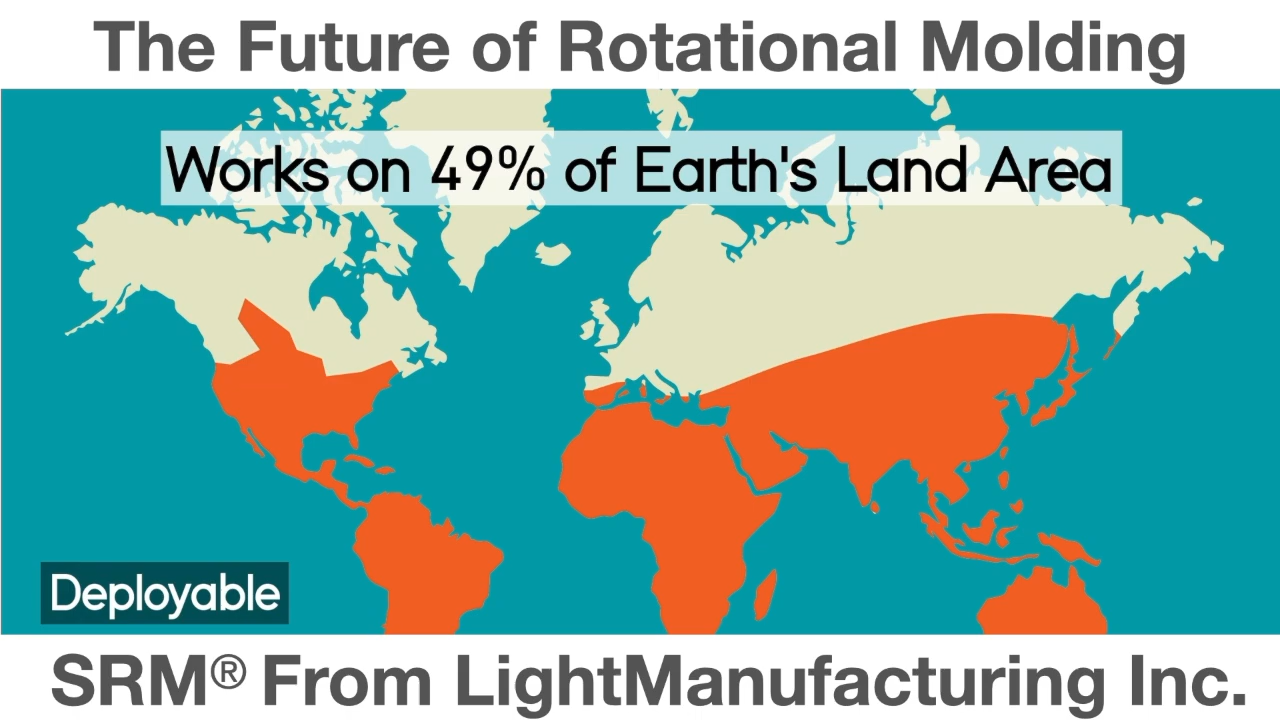 The Future of Rotational Molding
Works on 49% of Earth's Land Area
Deployable
SRM® From LightManufacturing Inc.